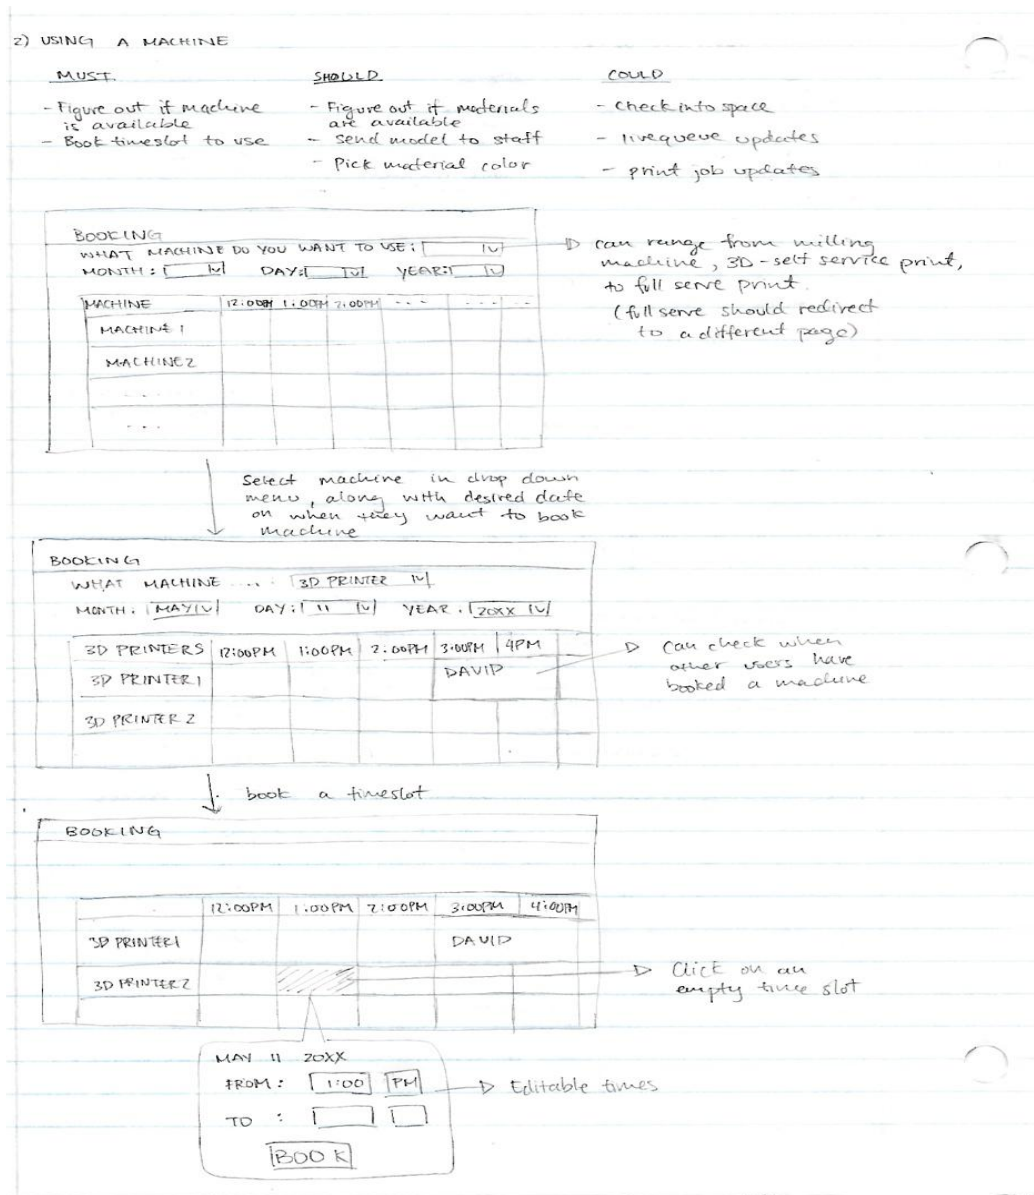 2) USING A MACHINE
MUST
- Figure out if machine
is available
- Book timeslot to use
SHOULD
- Figure out if materials
are available
- Send model to staff
- Pick material color
COULD
- Check into space
- livequeue updates
- print job updates
BOOKING
WHAT MACHINE DO YOU WANT TO USE:
MONTH: DAY: YEAR:
MACHINE 12:00PM 1:00PM 2:00PM --- --- --
MACHINE 1
MACHINE 2
...
...
can range from milling
machine, 3D-self service print,
to full serve print.
(full serve should redirect
to a different page)
Select machine in drop down
menu, along with desired date
on when they want to book
machine
BOOKING
WHAT MACHINE ....: 3D PRINTER
MONTH: MAY DAY: 11 YEAR: 20XX
3D PRINTERS 12:00PM 1:00PM 2:00PM 3:00PM 4PM
3D PRINTER 1 DAVID
3D PRINTER 2
Can check when
other users have
booked a machine
book a timeslot
BOOKING
12:00PM 1:00PM 2:00PM 3:00PM 4:00PM
3D PRINTER 1 DAVID
3D PRINTER 2
Click on an
empty time slot
MAY 11 20XX
FROM: 1:00 PM
Editable times
TO :
BOOK